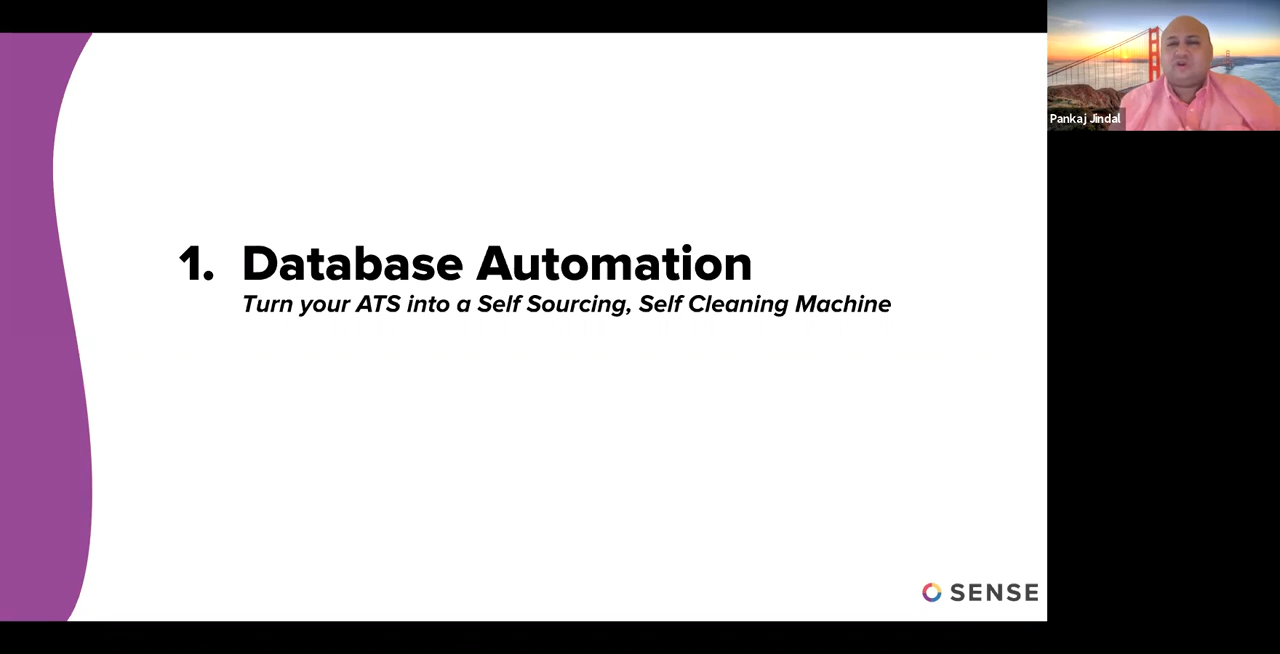 1. Database Automation
Turn your ATS into a Self Sourcing, Self Cleaning Machine
SENSE
Pankaj Jindal